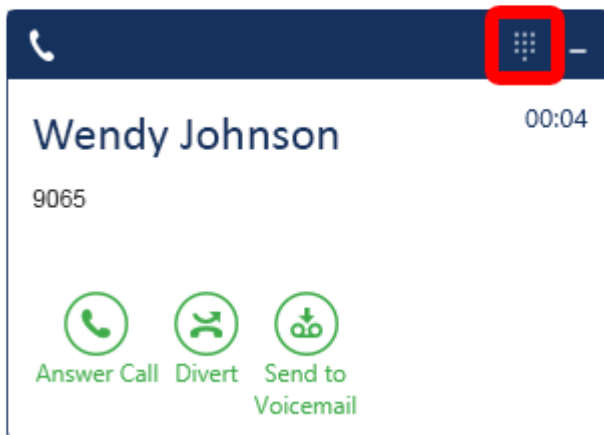 00:04
Wendy Johnson
9065
Answer Call
Divert
Send to
Voicemail